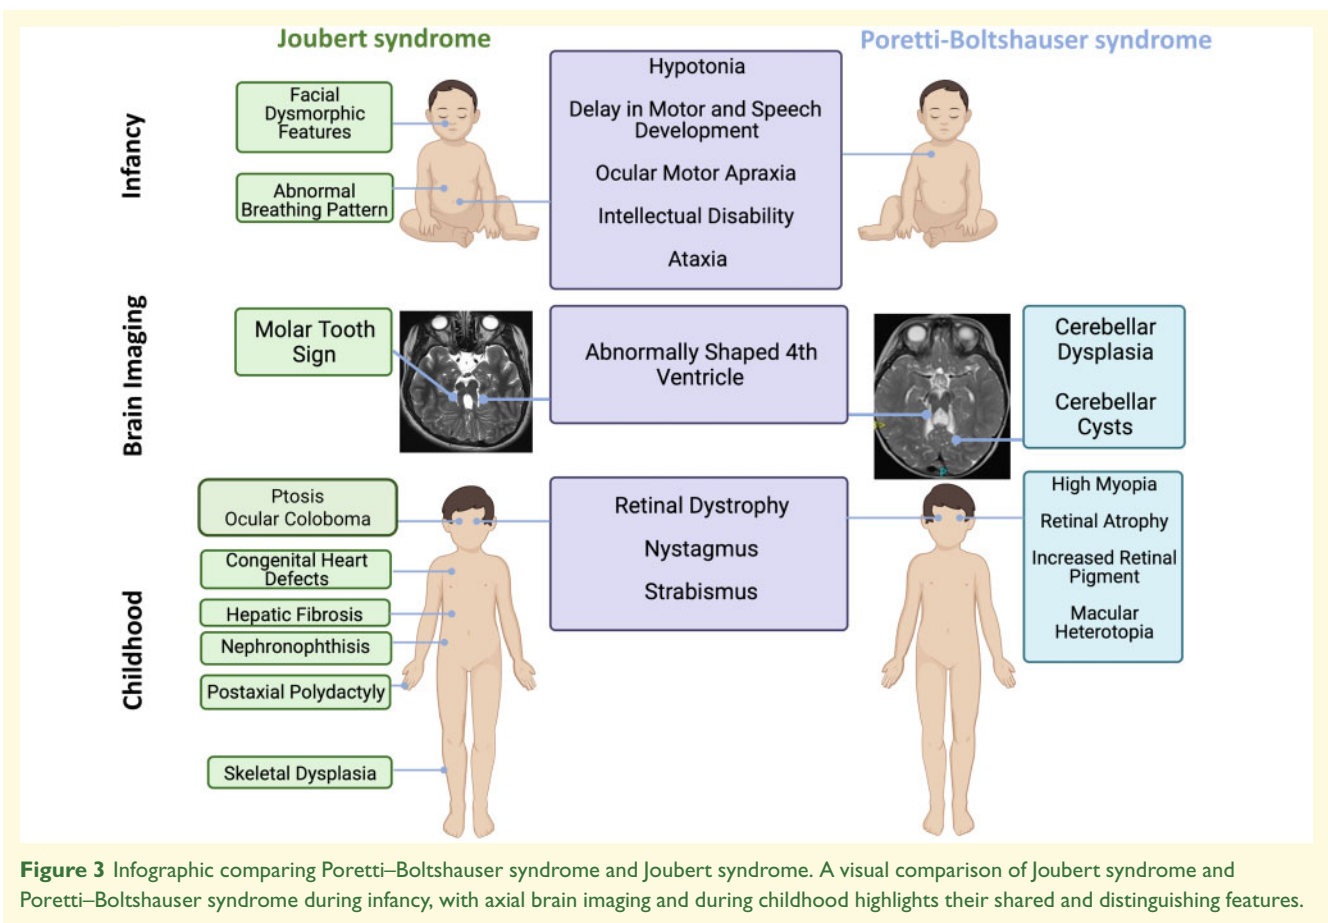 Joubert syndrome
Poretti-Boltshauser syndrome
Infancy
Facial
Dysmorphic
Features
Abnormal
Breathing Pattern
Hypotonia
Delay in Motor and Speech
Development
Ocular Motor Apraxia
Intellectual Disability
Ataxia
Brain Imaging
Molar Tooth
Sign
Abnormally Shaped 4th
Ventricle
Cerebellar
Dysplasia
Cerebellar
Cysts
Childhood
Ptosis
Ocular Coloboma
Congenital Heart
Defects
Hepatic Fibrosis
Nephronophthisis
Postaxial Polydactyly
Skeletal Dysplasia
Retinal Dystrophy
Nystagmus
Strabismus
High Myopia
Retinal Atrophy
Increased Retinal
Pigment
Macular
Heterotopia
Figure 3 Infographic comparing Poretti–Boltshauser syndrome and Joubert syndrome. A visual comparison of Joubert syndrome and
Poretti–Boltshauser syndrome during infancy, with axial brain imaging and during childhood highlights their shared and distinguishing features.